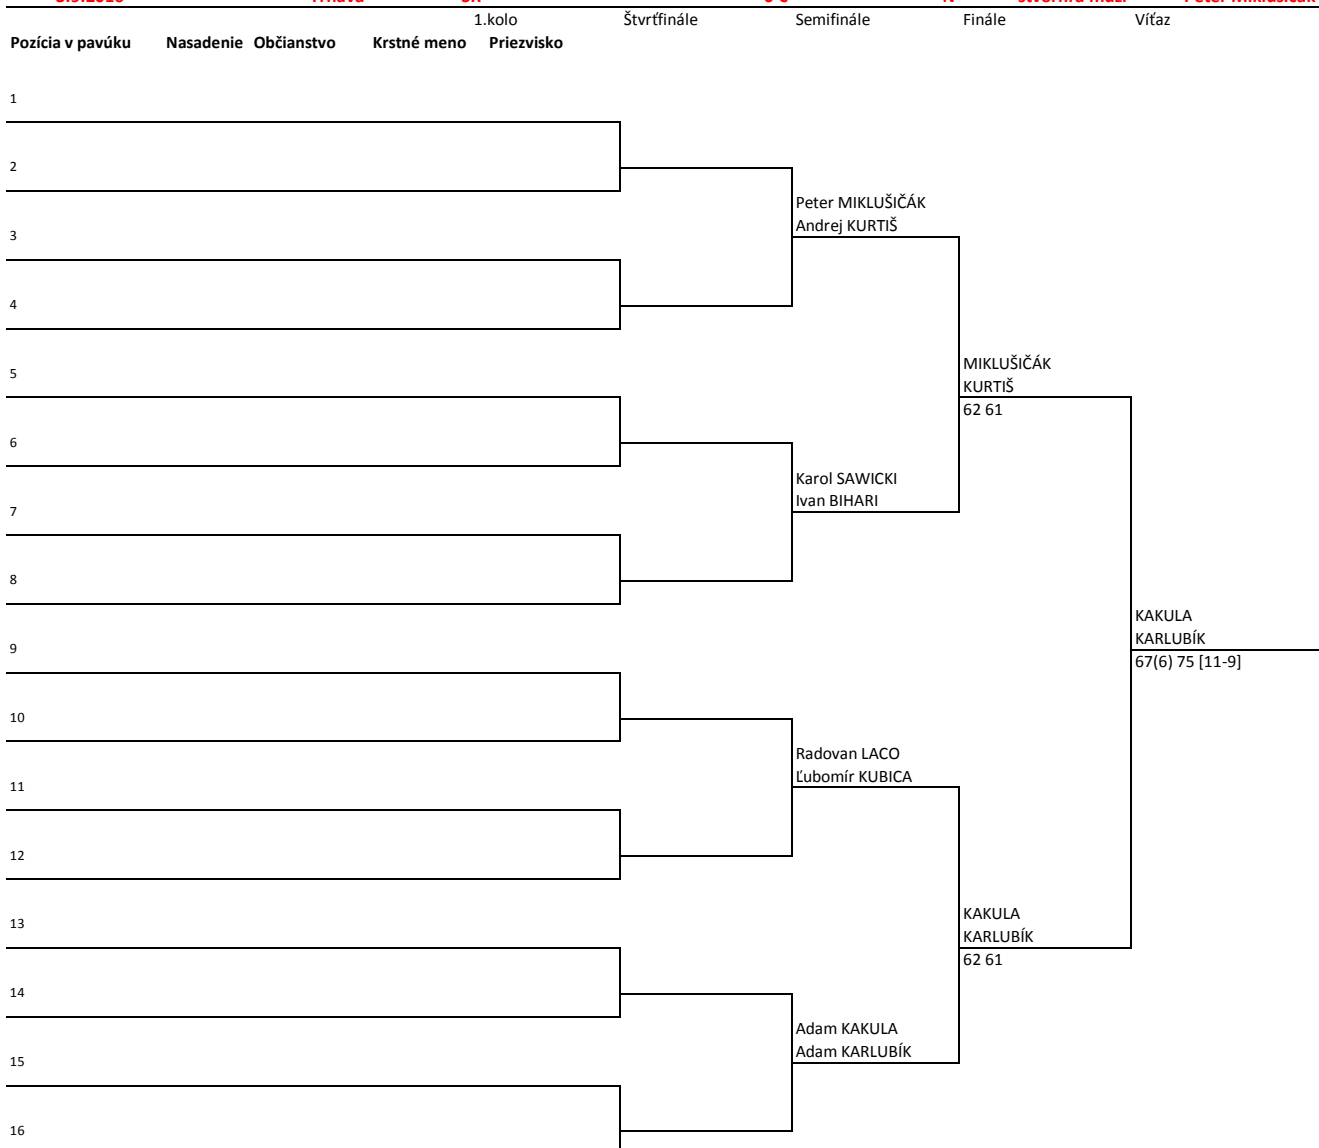 1.kolo Štvrťfinále Semifinále Finále Víťaz
Pozícia v pavúku Nasadenie Občianstvo Krstné meno Priezvisko
1
2
Peter MIKLUŠIČÁK
3
Andrej KURTIŠ
4
5
MIKLUŠIČÁK
KURTIŠ
62 61
6
Karol SAWICKI
7
Ivan BIHARI
8
KAKULA
9
KARLUBÍK
67(6) 75 [11-9]
10
Radovan LACO
11
Ľubomír KUBICA
12
13
KAKULA
KARLUBÍK
62 61
14
Adam KAKULA
15
Adam KARLUBÍK
16